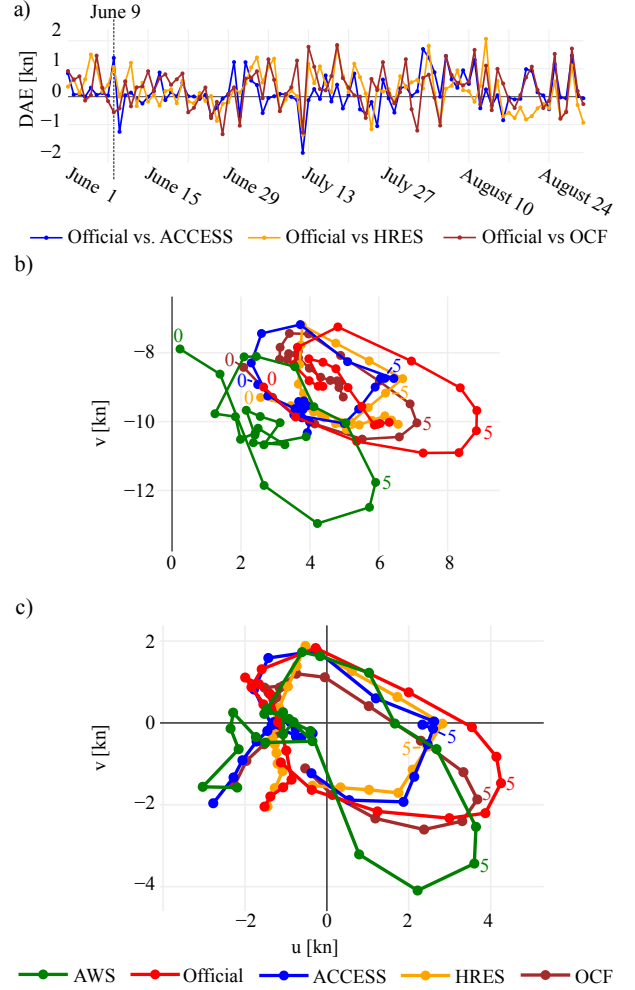 a)
June 9
DAE [kn]
2
1
0
−1
−2
June 1
June 15
June 29
July 13
July 27
August 10
August 24
Official vs. ACCESS
Official vs HRES
Official vs OCF
b)
v [kn]
−8
−10
−12
0
2
4
6
8
0
0
0
0
0
5
5
5
5
5
c)
v [kn]
2
0
−2
−4
−2
0
2
4
u [kn]
5
5
5
5
5
AWS
Official
ACCESS
HRES
OCF